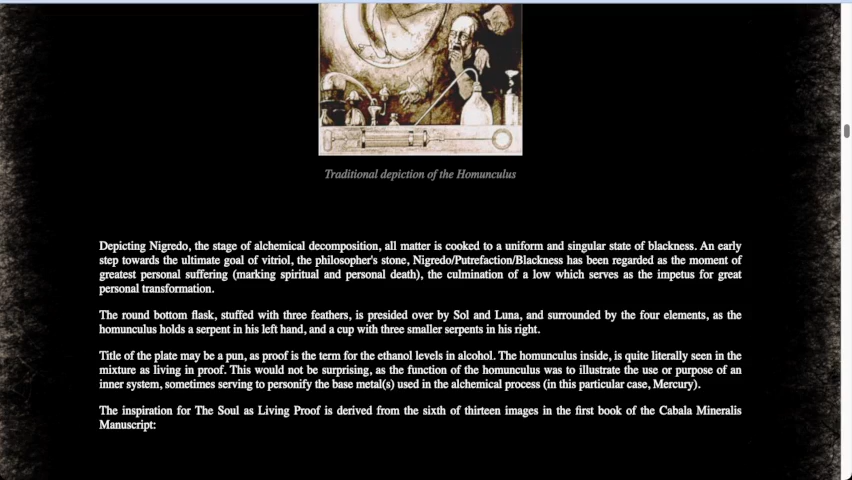 Traditional depiction of the Homunculus
Depicting Nigredo, the stage of alchemical decomposition, all matter is cooked to a uniform and singular state of blackness. An early
step towards the ultimate goal of vitriol, the philosopher's stone, Nigredo/Putrefaction/Blackness has been regarded as the moment of
greatest personal suffering (marking spiritual and personal death), the culmination of a low which serves as the impetus for great
personal transformation.
The round bottom flask, stuffed with three feathers, is presided over by Sol and Luna, and surrounded by the four elements, as the
homunculus holds a serpent in his left hand, and a cup with three smaller serpents in his right.
Title of the plate may be a pun, as proof is the term for the ethanol levels in alcohol. The homunculus inside, is quite literally seen in the
mixture as living in proof. This would not be surprising, as the function of the homunculus was to illustrate the use or purpose of an
inner system, sometimes serving to personify the base metal(s) used in the alchemical process (in this particular case, Mercury).
The inspiration for The Soul as Living Proof is derived from the sixth of thirteen images in the first book of the Cabala Mineralis
Manuscript: